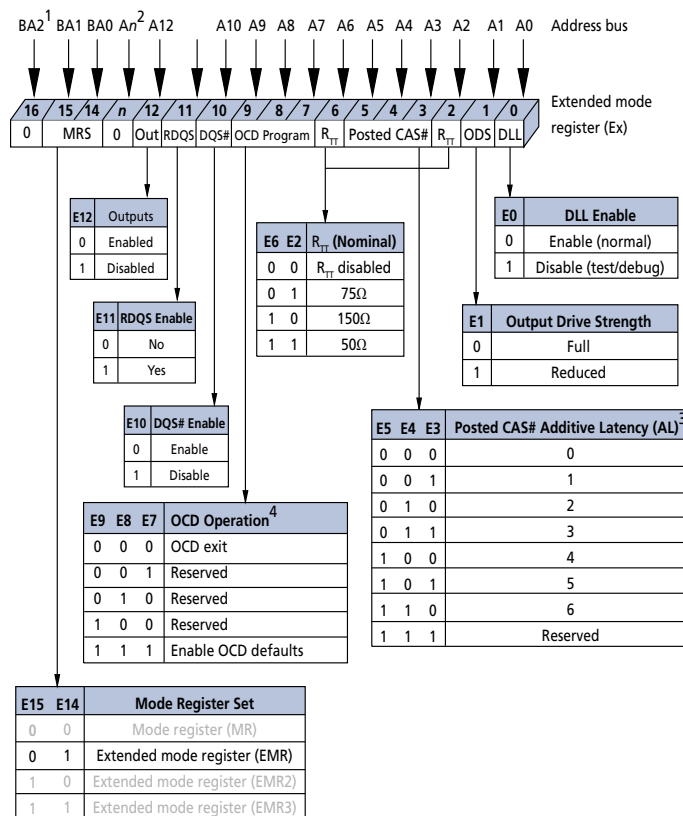 BA2¹ BA1 BA0 An² A12 A10 A9 A8 A7 A6 A5 A4 A3 A2 A1 A0 Address bus
16 15 14 n 12 11 10 9 8 7 6 5 4 3 2 1 0 Extended mode register (Ex)
0 MRS 0 Out RDQS DQS# OCD Program RTT Posted CAS# RTT ODS DLL
E12 Outputs
0 Enabled
1 Disabled
E11 RDQS Enable
0 No
1 Yes
E10 DQS# Enable
0 Enable
1 Disable
E9 E8 E7 OCD Operation⁴
0 0 0 OCD exit
0 0 1 Reserved
0 1 0 Reserved
1 0 0 Reserved
1 1 1 Enable OCD defaults
E15 E14 Mode Register Set
0 0 Mode register (MR)
0 1 Extended mode register (EMR)
1 0 Extended mode register (EMR2)
1 1 Extended mode register (EMR3)
E6 E2 RTT (Nominal)
0 0 RTT disabled
0 1 75Ω
1 0 150Ω
1 1 50Ω
E0 DLL Enable
0 Enable (normal)
1 Disable (test/debug)
E1 Output Drive Strength
0 Full
1 Reduced
E5 E4 E3 Posted CAS# Additive Latency (AL)³
0 0 0 0
0 0 1 1
0 1 0 2
0 1 1 3
1 0 0 4
1 0 1 5
1 1 0 6
1 1 1 Reserved